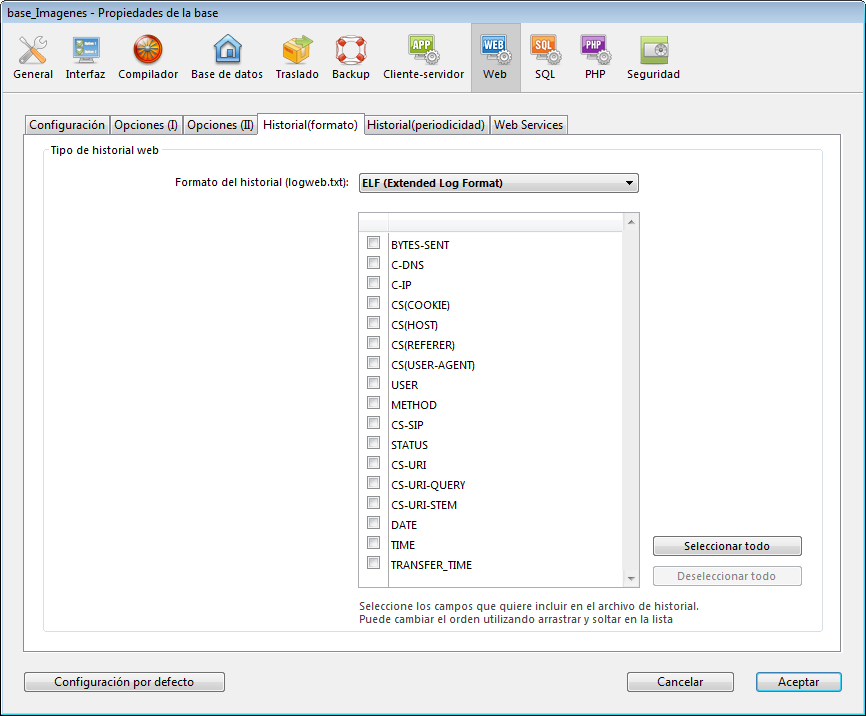 base_Imagenes - Propiedades de la base
APP WEB SQL PHP
General Interfaz Compilador Base de datos Traslado Backup Cliente-servidor Web SQL PHP Seguridad
Configuración Opciones (I) Opciones (II) Historial(formato) Historial(periodicidad) Web Services
Tipo de historial web
Formato del historial (logweb.txt): ELF (Extended Log Format)
BYTES-SENT
C-DNS
C-IP
CS(COOKIE)
CS(HOST)
CS(REFERER)
CS(USER-AGENT)
USER
METHOD
CS-SIP
STATUS
CS-URI
CS-URI-QUERY
CS-URI-STEM
DATE
TIME
TRANSFER_TIME
Seleccionar todo
Deseleccionar todo
Seleccione los campos que quiere incluir en el archivo de historial.
Puede cambiar el orden utilizando arrastrar y soltar en la lista
Configuración por defecto Cancelar Aceptar